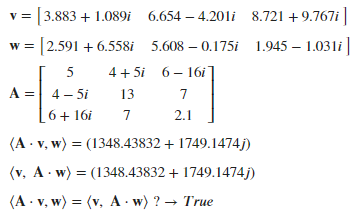 v = [3.883 + 1.089i 6.654 − 4.201i 8.721 + 9.767i]
w = [2.591 + 6.558i 5.608 − 0.175i 1.945 − 1.031i]
5 4 + 5i 6 − 16i
A = 4 − 5i 13 7
6 + 16i 7 2.1
⟨A · v, w⟩ = (1348.43832 + 1749.1474j)
⟨v, A · w⟩ = (1348.43832 + 1749.1474j)
⟨A · v, w⟩ = ⟨v, A · w⟩ ? → True